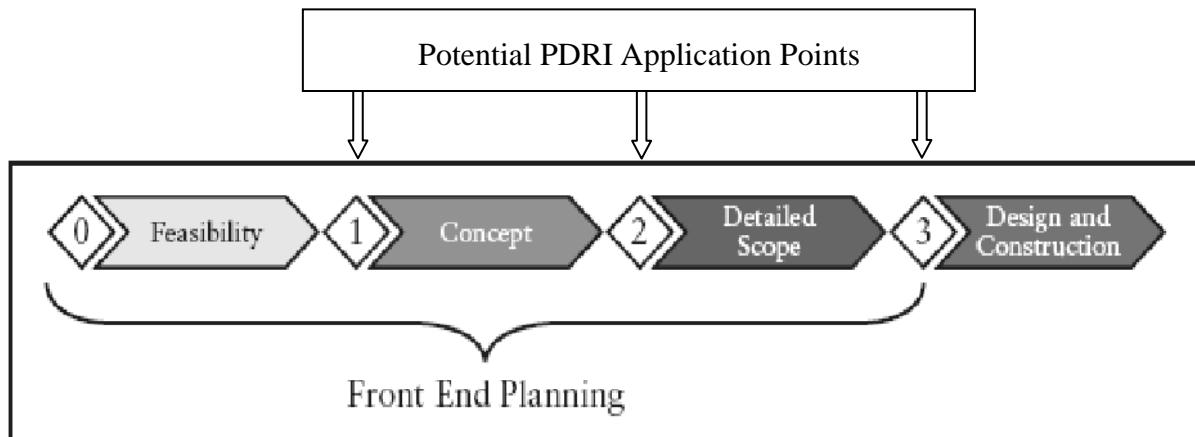 Potential PDRI Application Points
0
Feasibility
1
Concept
2
Detailed
Scope
3
Design and
Construction
Front End Planning